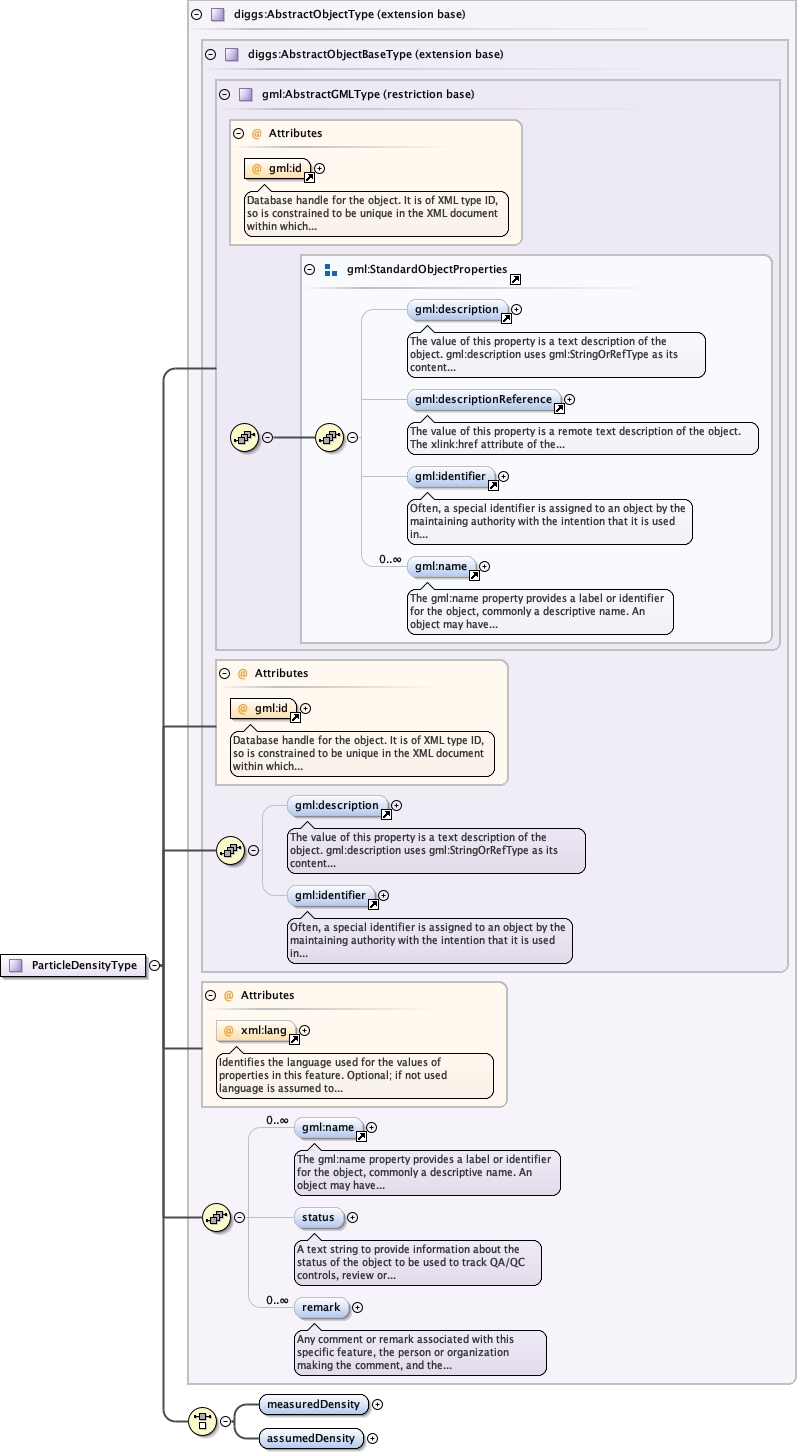 diggs:AbstractObjectType (extension base)
diggs:AbstractObjectBaseType (extension base)
gml:AbstractGMLType (restriction base)
@ Attributes
@ gml:id
Database handle for the object. It is of XML type ID,
so is constrained to be unique in the XML document
within which...
gml:StandardObjectProperties
gml:description
The value of this property is a text description of the
object. gml:description uses gml:StringOrRefType as its
content...
gml:descriptionReference
The value of this property is a remote text description of the object.
The xlink:href attribute of the...
gml:identifier
Often, a special identifier is assigned to an object by the
maintaining authority with the intention that it is used
in...
0..∞
gml:name
The gml:name property provides a label or identifier
for the object, commonly a descriptive name. An
object may have...
@ Attributes
@ gml:id
Database handle for the object. It is of XML type ID,
so is constrained to be unique in the XML document
within which...
gml:description
The value of this property is a text description of the
object. gml:description uses gml:StringOrRefType as its
content...
gml:identifier
Often, a special identifier is assigned to an object by the
maintaining authority with the intention that it is used
in...
ParticleDensityType
@ Attributes
@ xml:lang
Identifies the language used for the values of
properties in this feature. Optional; if not used
language is assumed to...
0..∞
gml:name
The gml:name property provides a label or identifier
for the object, commonly a descriptive name. An
object may have...
status
A text string to provide information about the
status of the object to be used to track QA/QC
controls, review or...
0..∞
remark
Any comment or remark associated with this
specific feature, the person or organization
making the comment, and the...
measuredDensity
assumedDensity